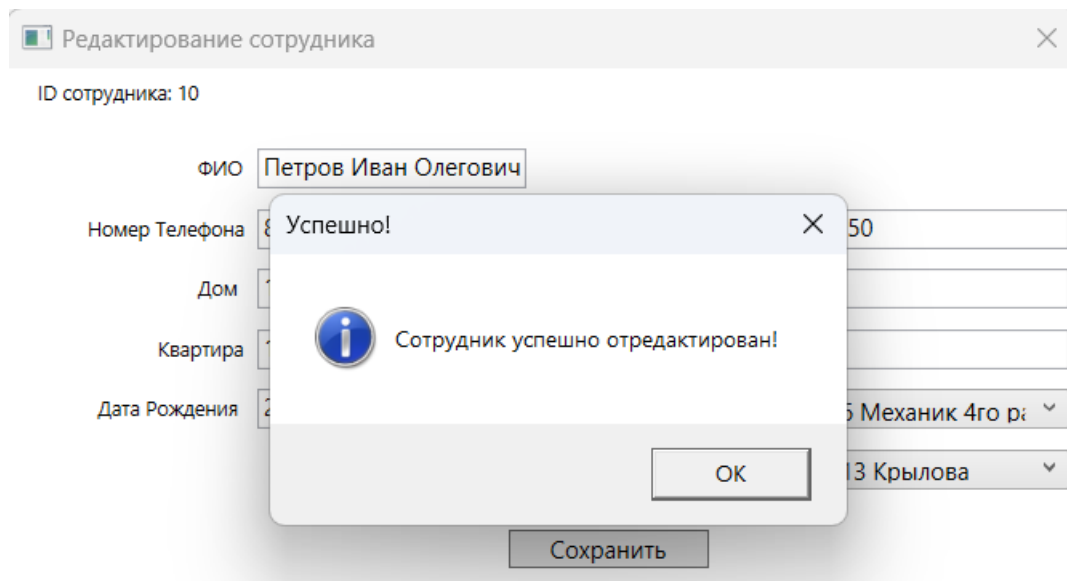 Редактирование сотрудника
ID сотрудника: 10
ФИО Петров Иван Олегович
Номер Телефона 50
Успешно!
Дом
Сотрудник успешно отредактирован!
Квартира
Дата Рождения Механик 4го
13 Крылова
OK
Сохранить